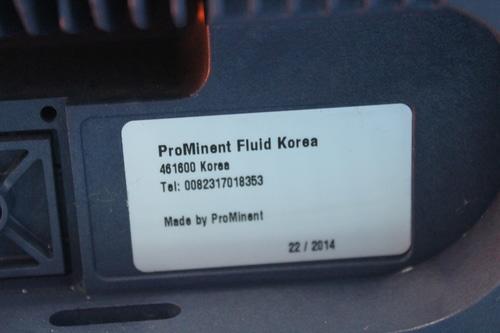 ProMinent Fluid Korea
461600 Korea
Tel: 0082317018353
Made by ProMinent
22 / 2014